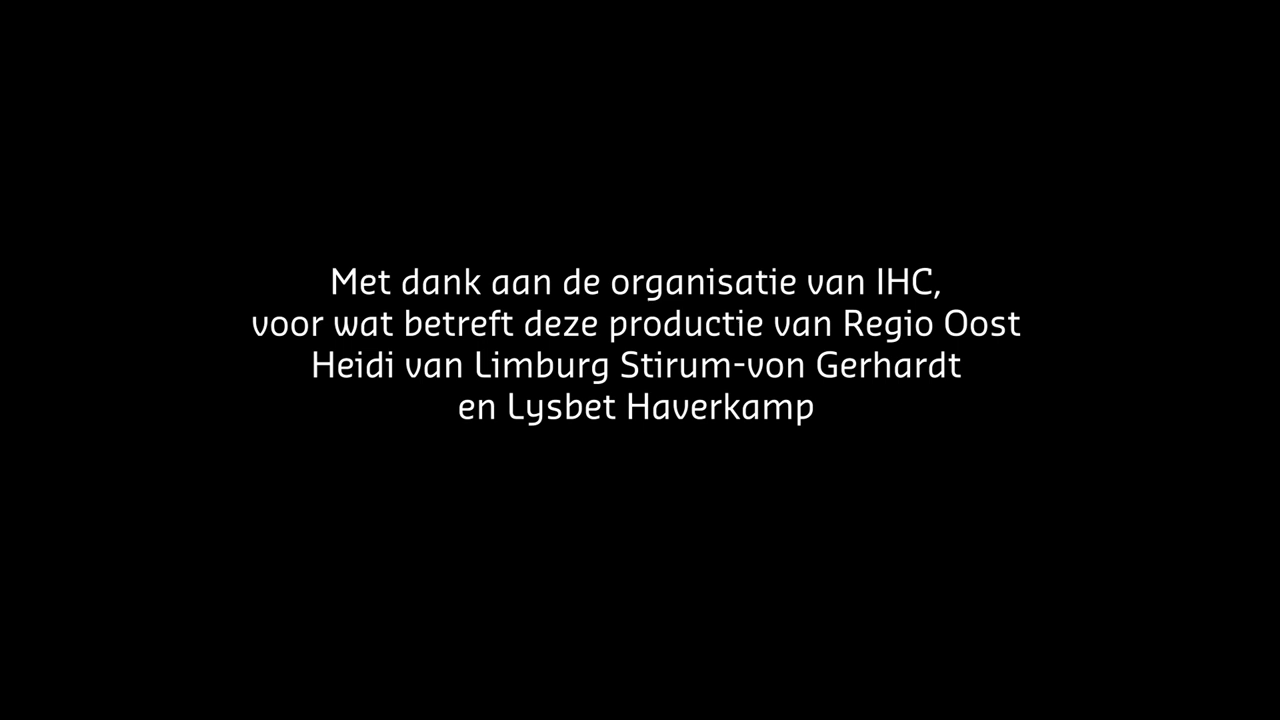 Met dank aan de organisatie van IHC,
voor wat betreft deze productie van Regio Oost
Heidi van Limburg Stirum-von Gerhardt
en Lysbet Haverkamp